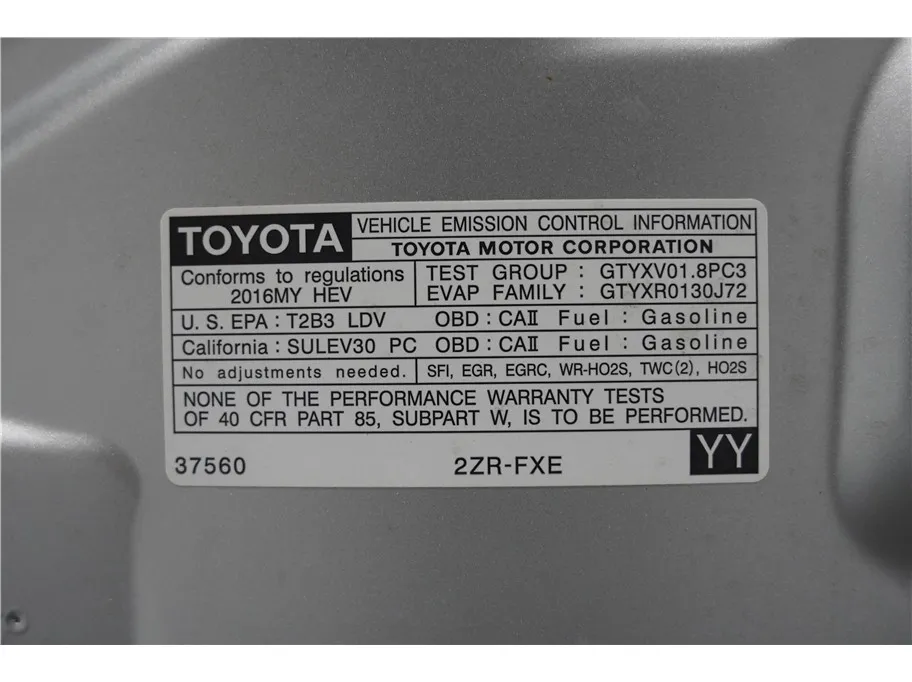 TOYOTA
VEHICLE EMISSION CONTROL INFORMATION
TOYOTA MOTOR CORPORATION
Conforms to regulations
2016MY HEV
TEST GROUP : GTYXV01.8PC3
EVAP FAMILY : GTYXR0130J72
U. S. EPA : T2B3 LDV OBD : CAⅡ Fuel : Gasoline
California : SULEV30 PC OBD : CAⅡ Fuel : Gasoline
No adjustments needed. SFI, EGR, EGRC, WR-HO2S, TWC(2), HO2S
NONE OF THE PERFORMANCE WARRANTY TESTS
OF 40 CFR PART 85, SUBPART W, IS TO BE PERFORMED.
37560 2ZR-FXE YY